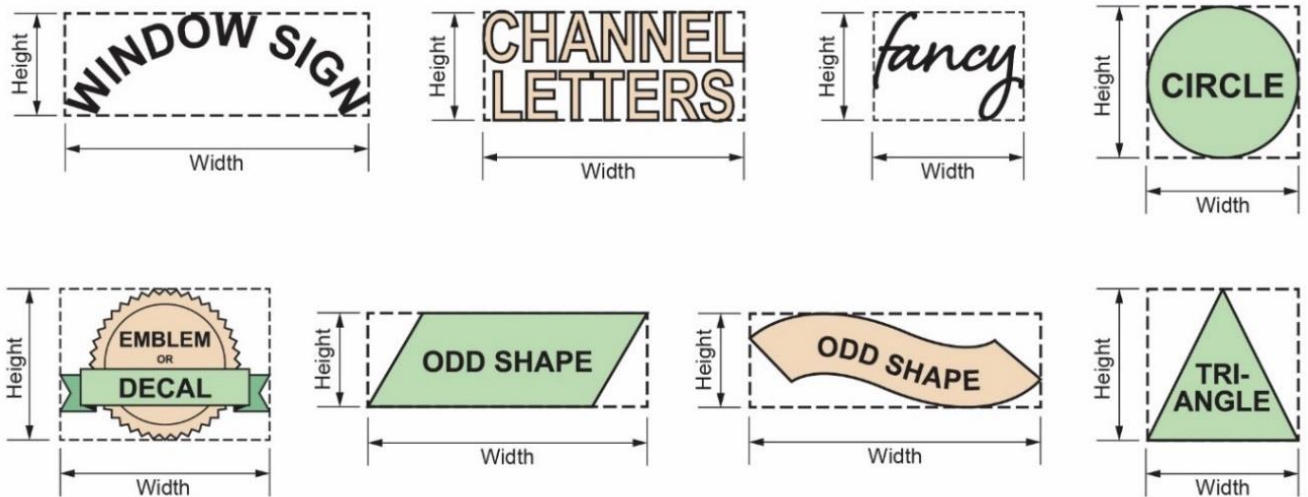 Height
WINDOW SIGN
Width
Height
CHANNEL
LETTERS
Width
Height
fancy
Width
Height
CIRCLE
Width
Height
EMBLEM
OR
DECAL
Width
Height
ODD SHAPE
Width
Height
ODD SHAPE
Width
Height
TRI-
ANGLE
Width